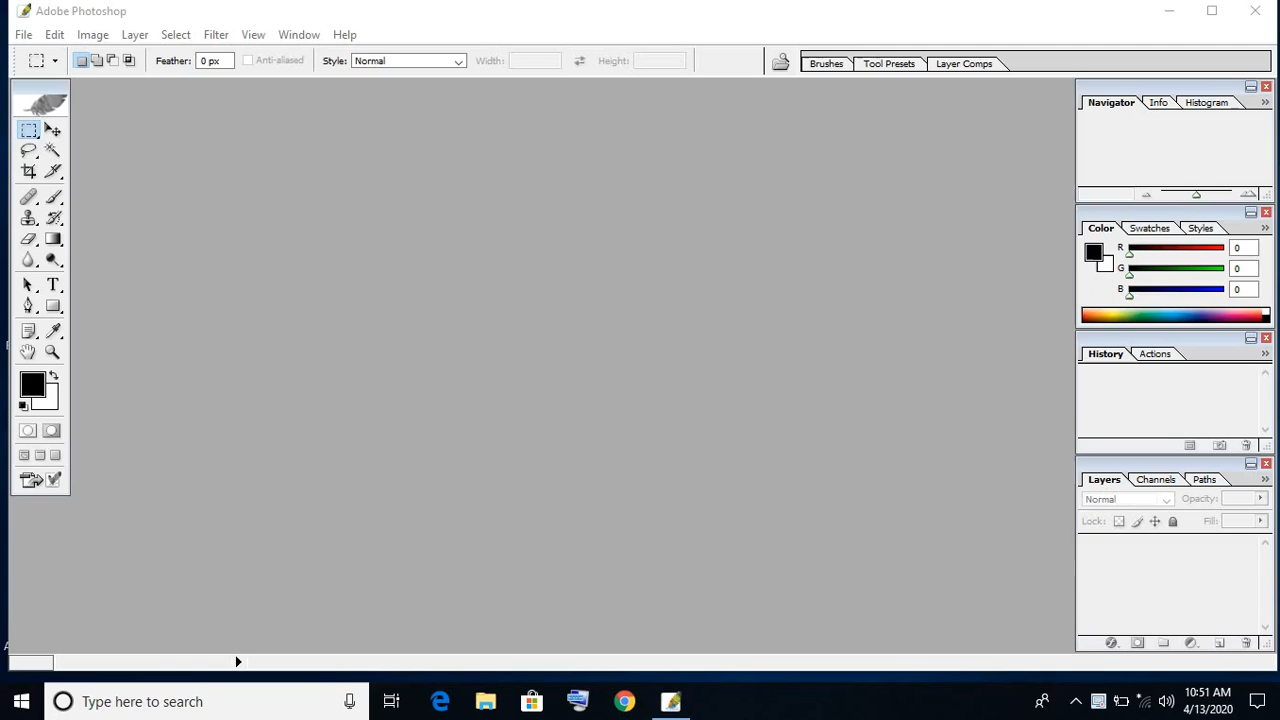 Adobe Photoshop
File Edit Image Layer Select Filter View Window Help
Feather: 0 px Anti-aliased Style: Normal Width: Height: Brushes Tool Presets Layer Comps
Navigator Info Histogram
Color Swatches Styles
R 0
G 0
B 0
T
History Actions
Layers Channels Paths
Normal Opacity:
Lock: Fill:
Type here to search
10:51 AM
4/13/2020